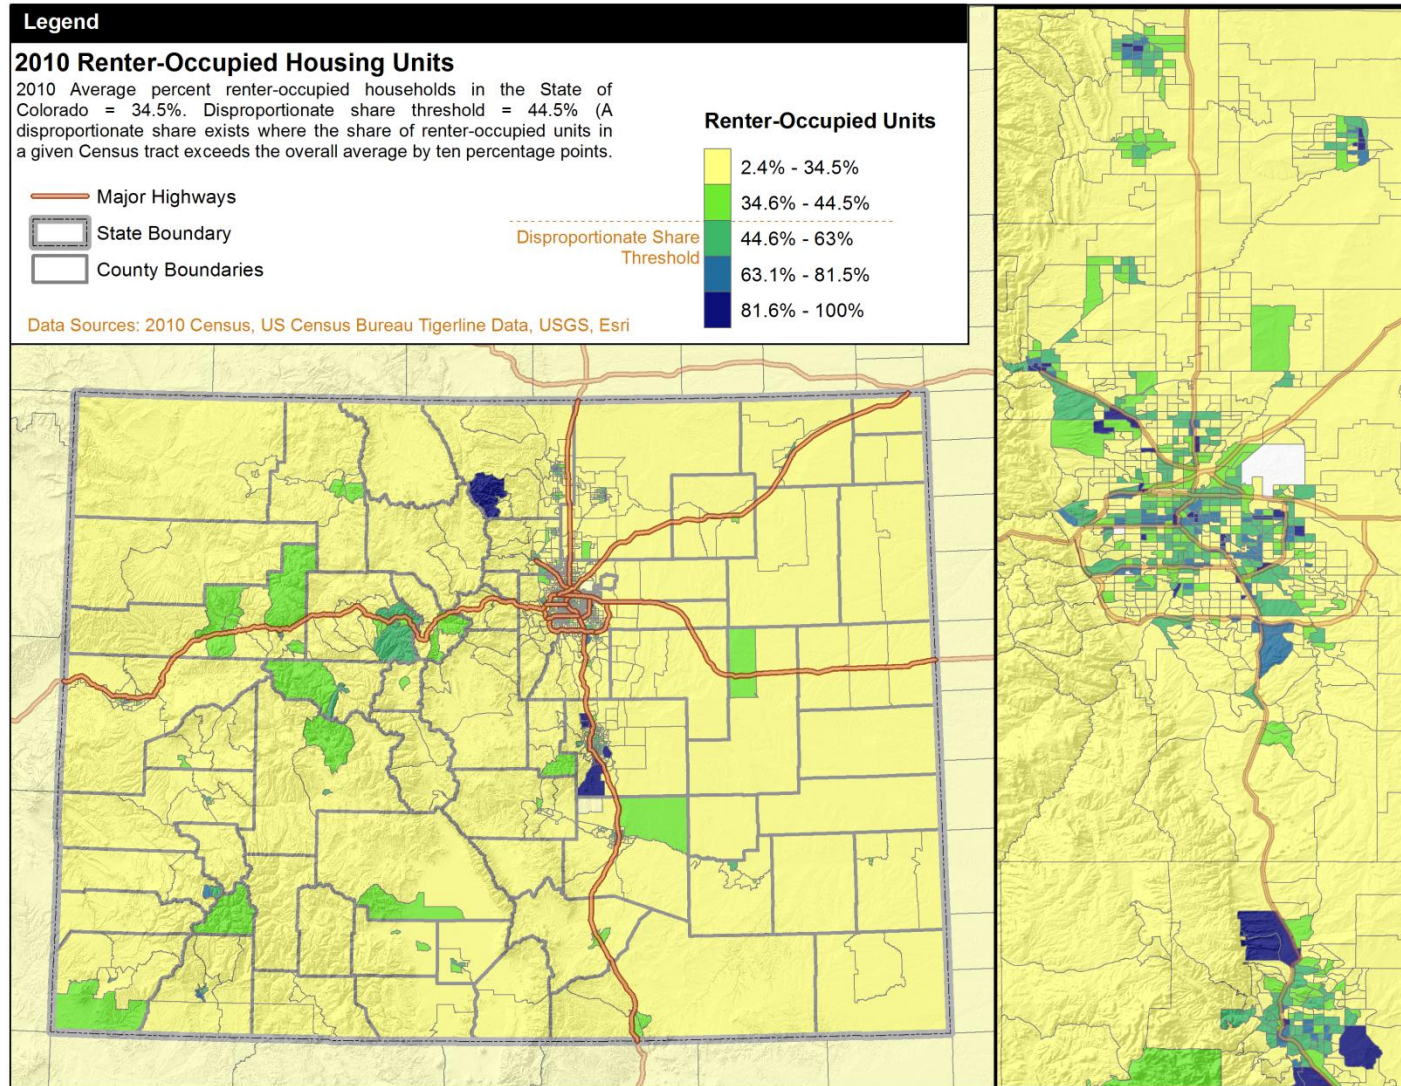 Legend
2010 Renter-Occupied Housing Units
2010 Average percent renter-occupied households in the State of
Colorado = 34.5%. Disproportionate share threshold = 44.5% (A
disproportionate share exists where the share of renter-occupied units in
a given Census tract exceeds the overall average by ten percentage points.
Major Highways
State Boundary
County Boundaries
Data Sources: 2010 Census, US Census Bureau Tigerline Data, USGS, Esri
Renter-Occupied Units
2.4% - 34.5%
34.6% - 44.5%
Disproportionate Share
Threshold
44.6% - 63%
63.1% - 81.5%
81.6% - 100%